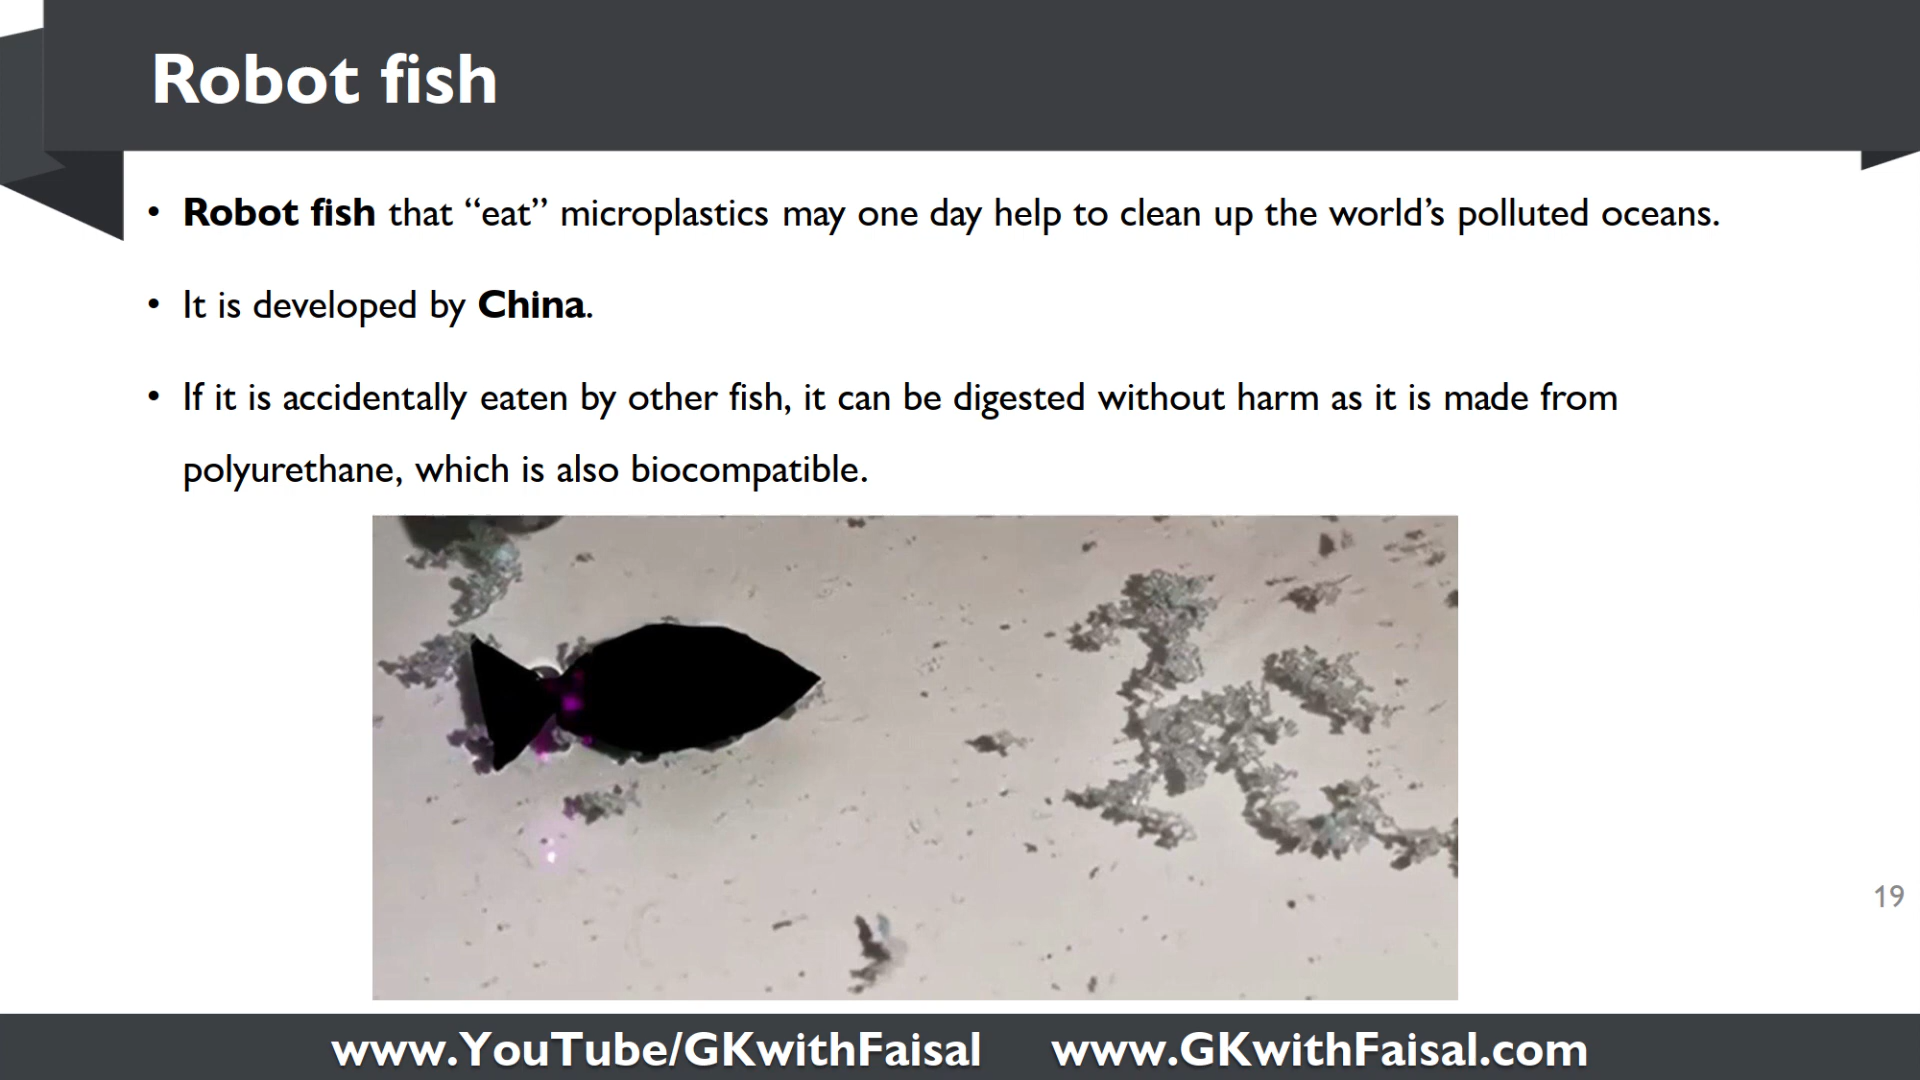 Robot fish
• Robot fish that “eat” microplastics may one day help to clean up the world’s polluted oceans.
• It is developed by China.
• If it is accidentally eaten by other fish, it can be digested without harm as it is made from
polyurethane, which is also biocompatible.
19
www.YouTube/GKwithFaisal www.GKwithFaisal.com